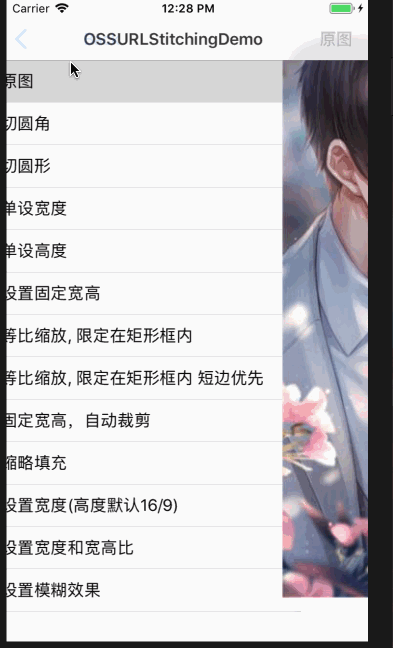 Carrier 12:28 PM
OSSURLStitchingDemo 原图
原图
切圆角
切圆形
单设宽度
单设高度
设置固定宽高
等比缩放, 限定在矩形框内
等比缩放, 限定在矩形框内 短边优先
固定宽高，自动裁剪
缩略填充
设置宽度(高度默认16/9)
设置宽度和宽高比
设置模糊效果